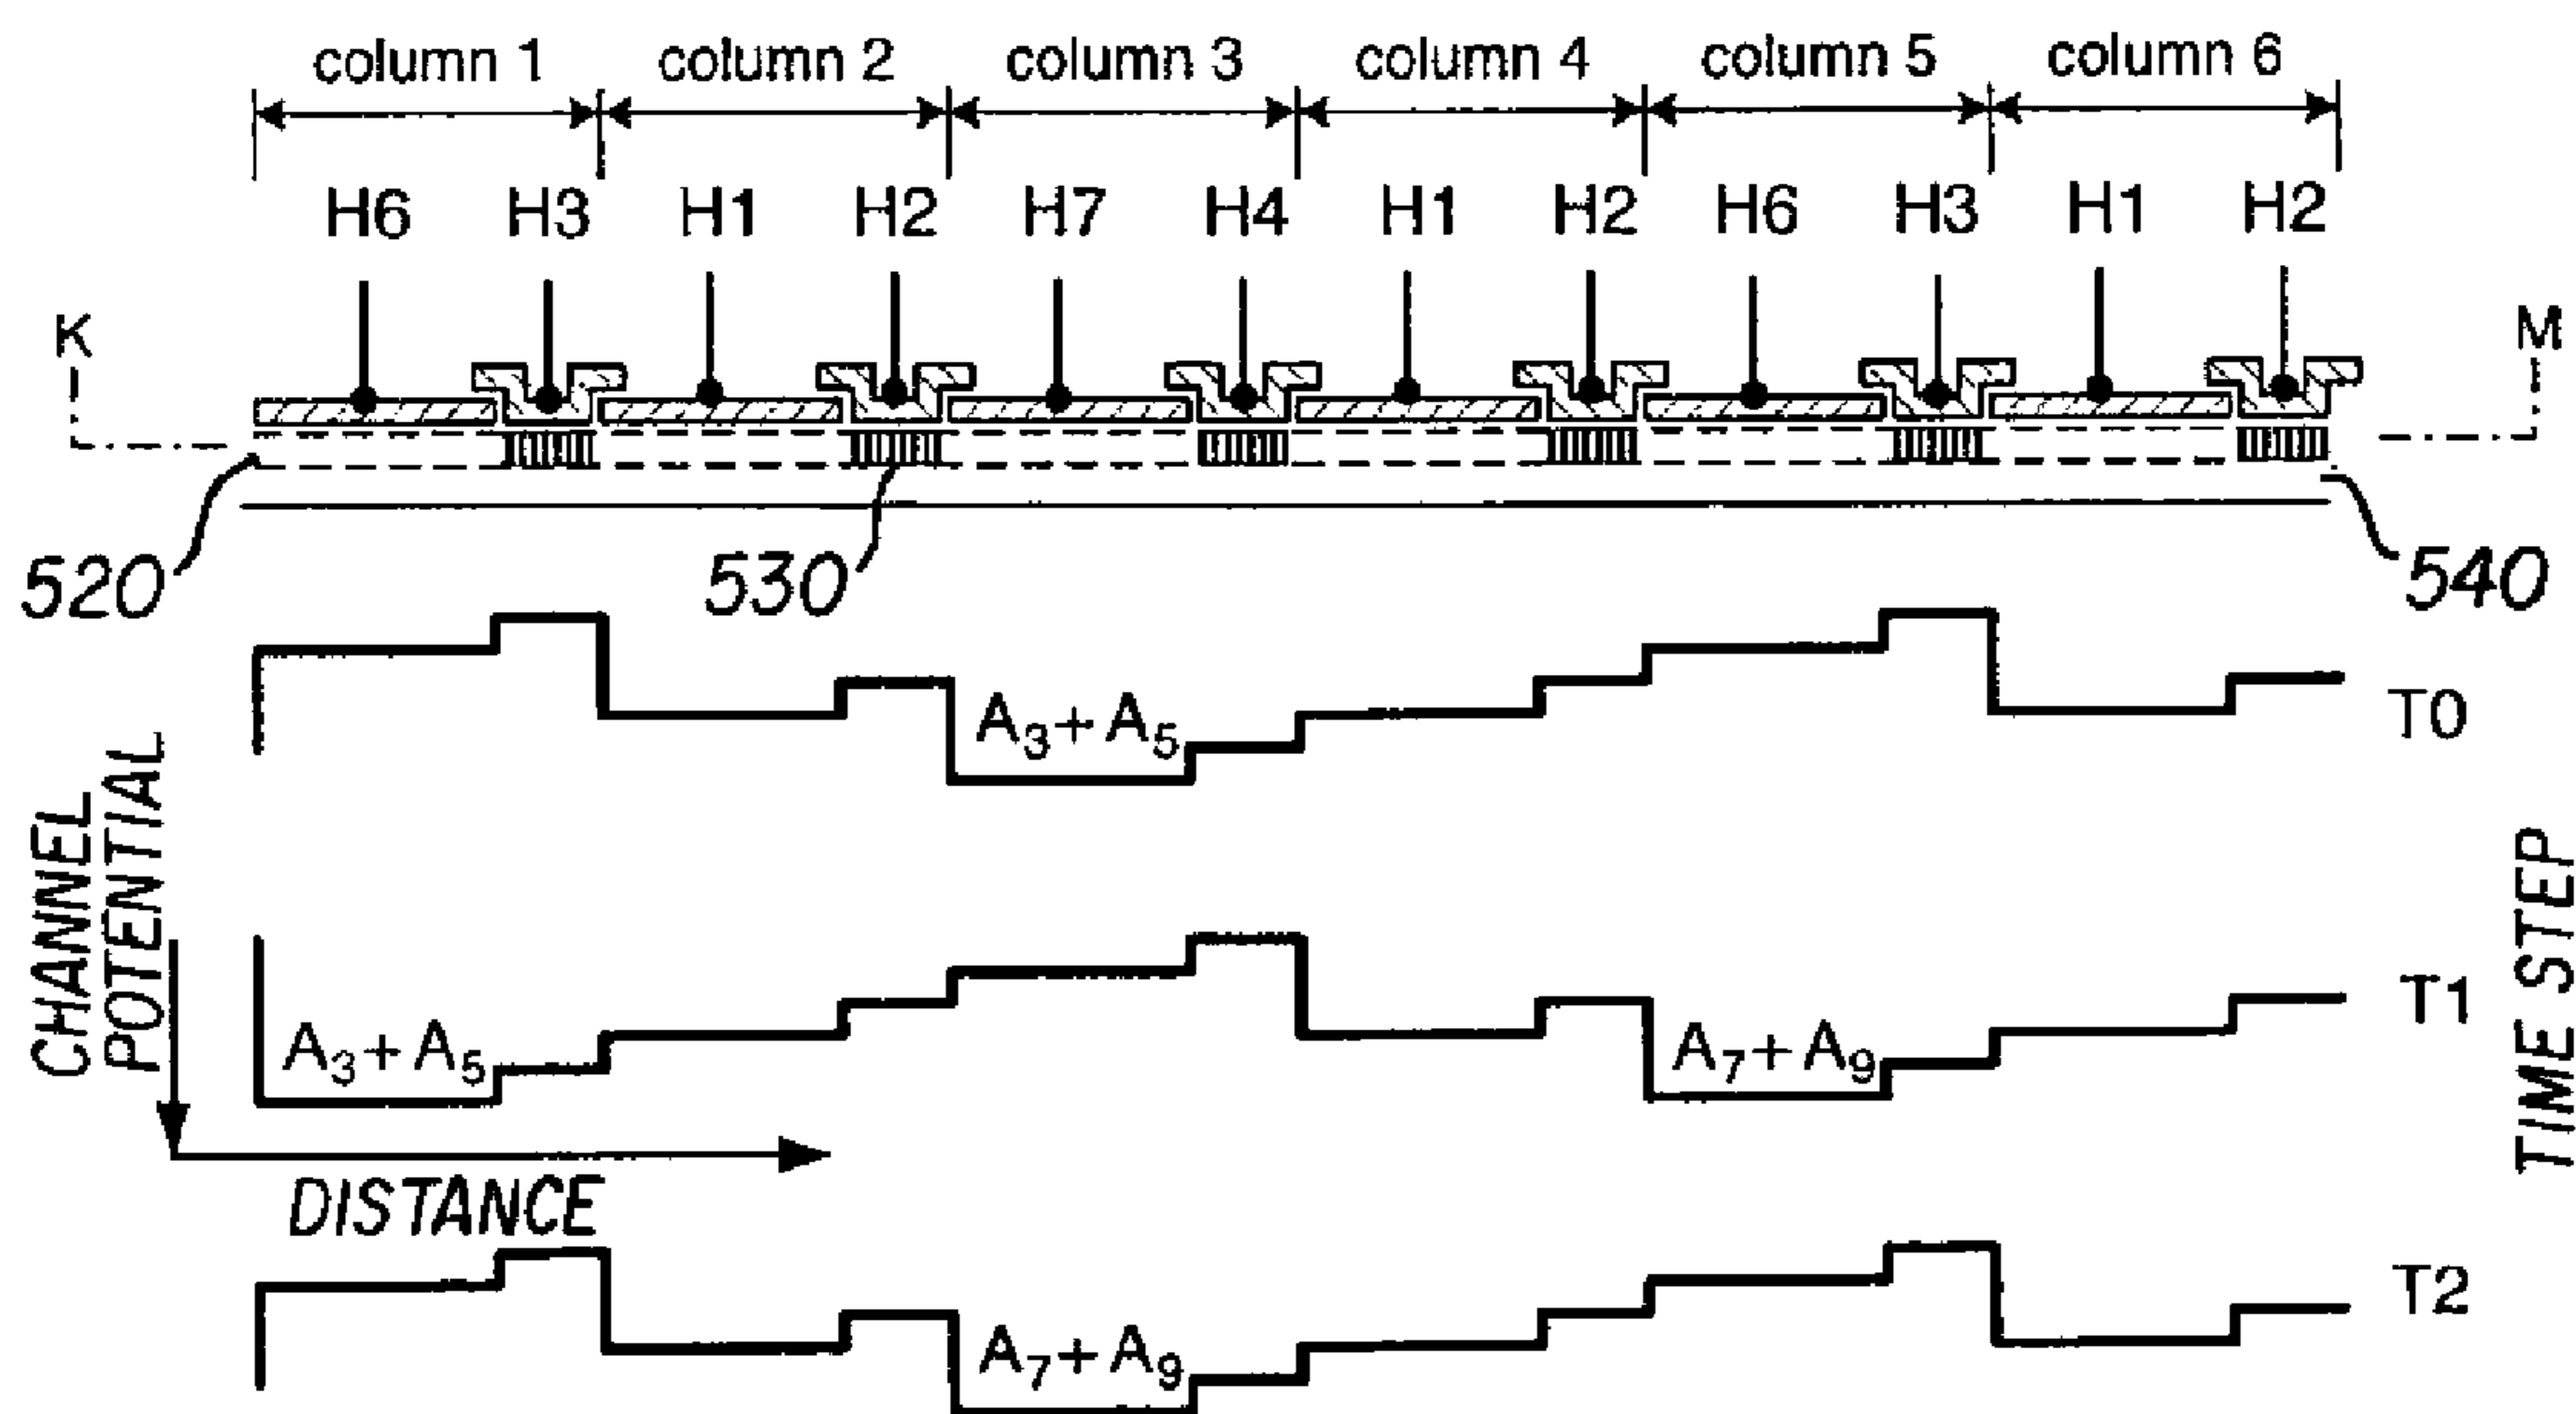 column 1 column 2 column 3 column 4 column 5 column 6
H6 H3 H1 H2 H7 H4 H1 H2 H6 H3 H1 H2
K M
520 530 540
A₃+A₅ T0
CHANNEL POTENTIAL
TIME STEP
A₃+A₅ A₇+A₉ T1
DISTANCE
A₇+A₉ T2